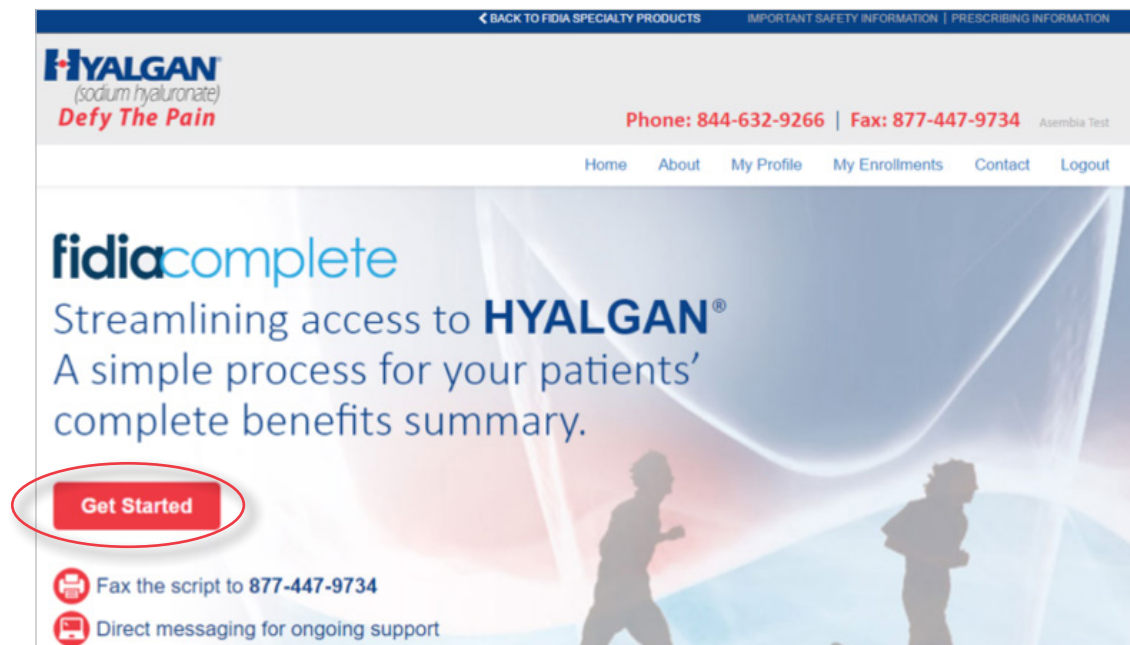 BACK TO FIDIA SPECIALTY PRODUCTS IMPORTANT SAFETY INFORMATION | PRESCRIBING INFORMATION
HYALGAN®
(sodium hyaluronate)
Defy The Pain
Phone: 844-632-9266 | Fax: 877-447-9734 Asembia Test
Home About My Profile My Enrollments Contact Logout
fidiacomplete
Streamlining access to HYALGAN®
A simple process for your patients’
complete benefits summary.
Get Started
Fax the script to 877-447-9734
Direct messaging for ongoing support